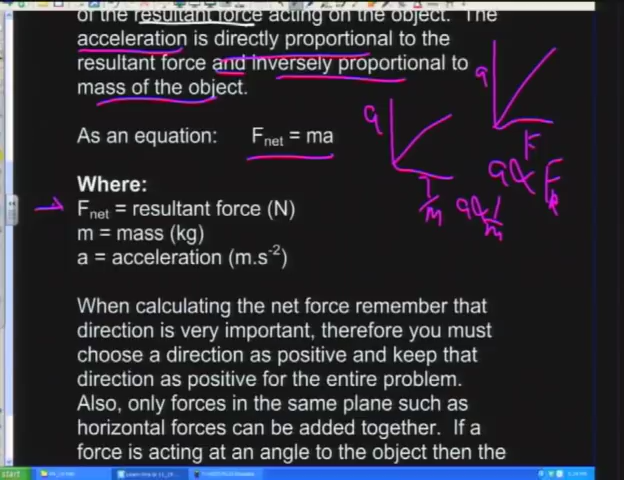 of the resultant force acting on the object. The
acceleration is directly proportional to the
resultant force and inversely proportional to
mass of the object.
As an equation: Fnet = ma
a
1/m
a∝1/m
a
F
a∝F
Where:
Fnet = resultant force (N)
m = mass (kg)
a = acceleration (m.s-2)
When calculating the net force remember that
direction is very important, therefore you must
choose a direction as positive and keep that
direction as positive for the entire problem.
Also, only forces in the same plane such as
horizontal forces can be added together. If a
force is acting at an angle to the object then the
start